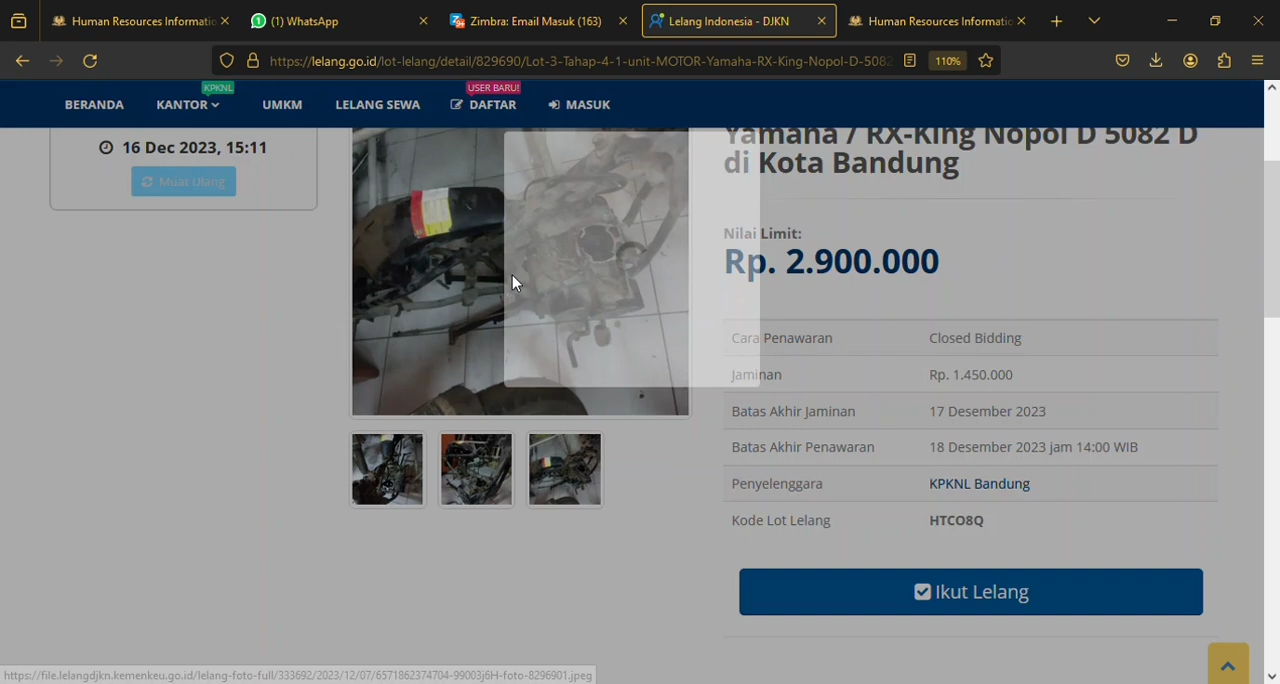 Human Resources Informatio
(1) WhatsApp
Zimbra: Email Masuk (163)
Lelang Indonesia - DJKN
Human Resources Informatio
https://lelang.go.id/lot-lelang/detail/829690/Lot-3-Tahap-4-1-unit-MOTOR-Yamaha-RX-King-Nopol-D-5082
110%
BERANDA
KPKNL
KANTOR
UMKM
LELANG SEWA
USER BARU!
DAFTAR
MASUK
16 Dec 2023, 15:11
Muat Ulang
Yamaha / RX-King Nopol D 5082 D
di Kota Bandung
Nilai Limit:
Rp. 2.900.000
Cara Penawaran Closed Bidding
Jaminan Rp. 1.450.000
Batas Akhir Jaminan 17 Desember 2023
Batas Akhir Penawaran 18 Desember 2023 jam 14:00 WIB
Penyelenggara KPKNL Bandung
Kode Lot Lelang HTCO8Q
Ikut Lelang
https://file.lelangdjkn.kemenkeu.go.id/lelang-foto-full/333692/2023/12/07/6571862374704-99003j6H-foto-8296901.jpeg